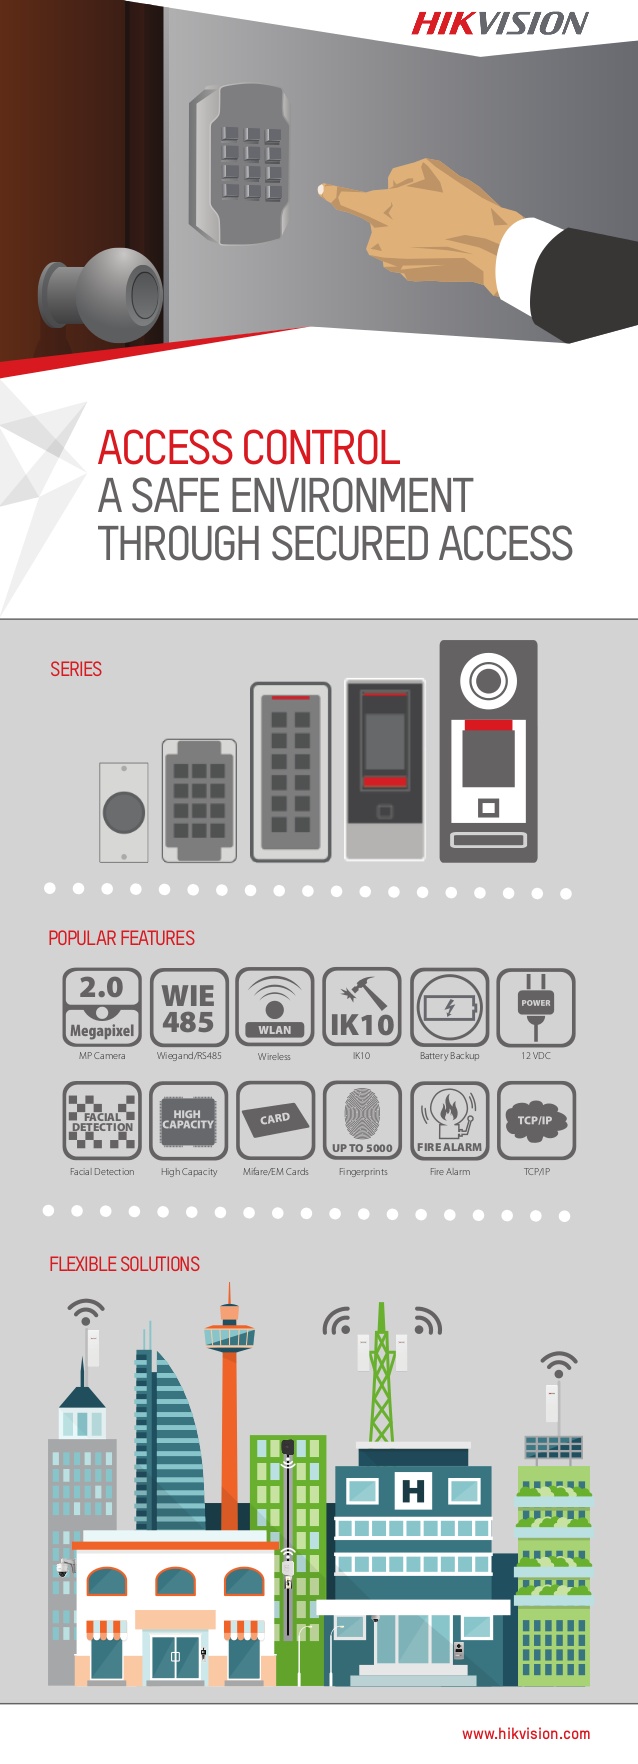 HIKVISION
ACCESS CONTROL
A SAFE ENVIRONMENT
THROUGH SECURED ACCESS
SERIES
POPULAR FEATURES
2.0
Megapixel
MP Camera
WIE
485
Wiegand/RS485
WLAN
Wireless
IK10
IK10
Battery Backup
POWER
12 VDC
FACIAL
DETECTION
Facial Detection
HIGH
CAPACITY
High Capacity
CARD
Mifare/EM Cards
UP TO 5000
Fingerprints
FIRE ALARM
Fire Alarm
TCP/IP
TCP/IP
FLEXIBLE SOLUTIONS
H
www.hikvision.com